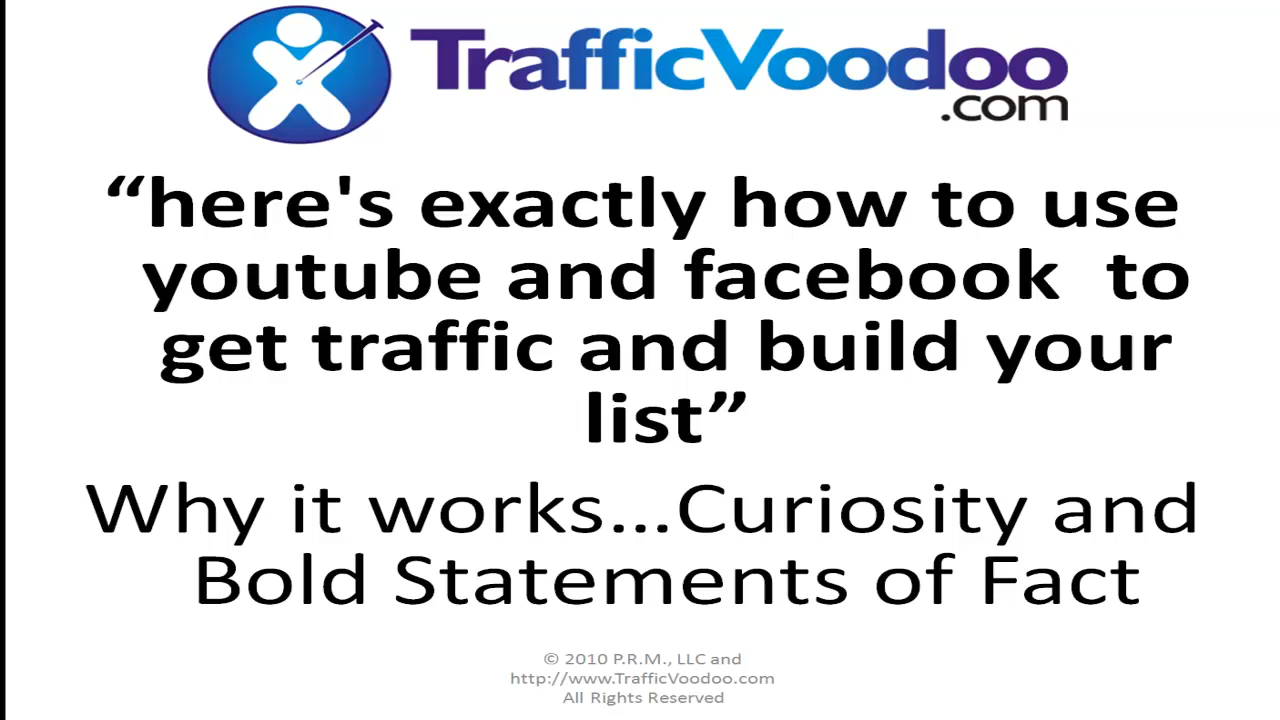 TrafficVoodoo
.com
“here's exactly how to use
youtube and facebook  to
get traffic and build your
list”
Why it works...Curiosity and
Bold Statements of Fact
© 2010 P.R.M., LLC and
http://www.TrafficVoodoo.com
All Rights Reserved